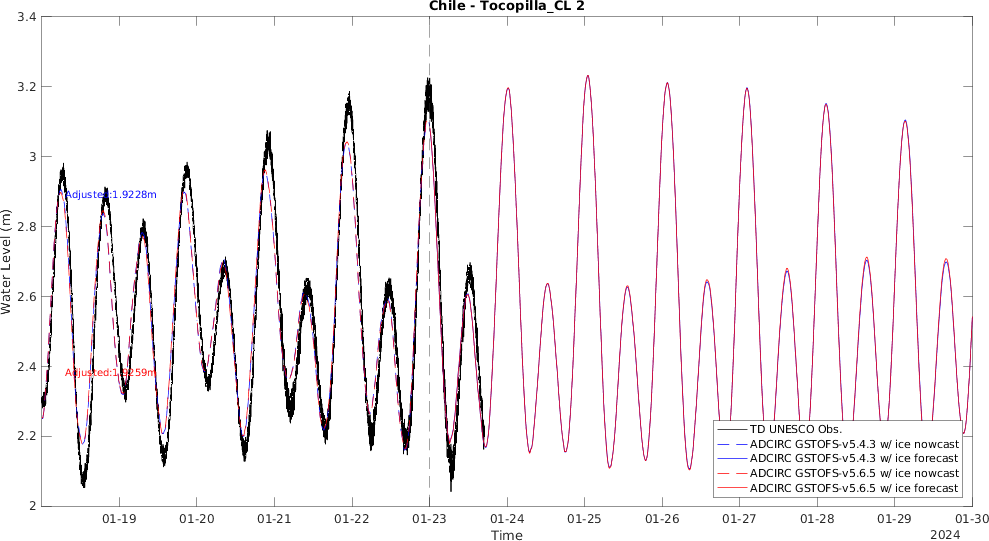 Chile - Tocopilla_CL 2
Water Level (m)
3.4
3.2
3
2.8
2.6
2.4
2.2
2
Adjusted:1.9228m
Adjusted:1.9259m
TD UNESCO Obs.
ADCIRC GSTOFS-v5.4.3 w/ ice nowcast
ADCIRC GSTOFS-v5.4.3 w/ ice forecast
ADCIRC GSTOFS-v5.6.5 w/ ice nowcast
ADCIRC GSTOFS-v5.6.5 w/ ice forecast
01-19 01-20 01-21 01-22 01-23 01-24 01-25 01-26 01-27 01-28 01-29 01-30
Time
2024